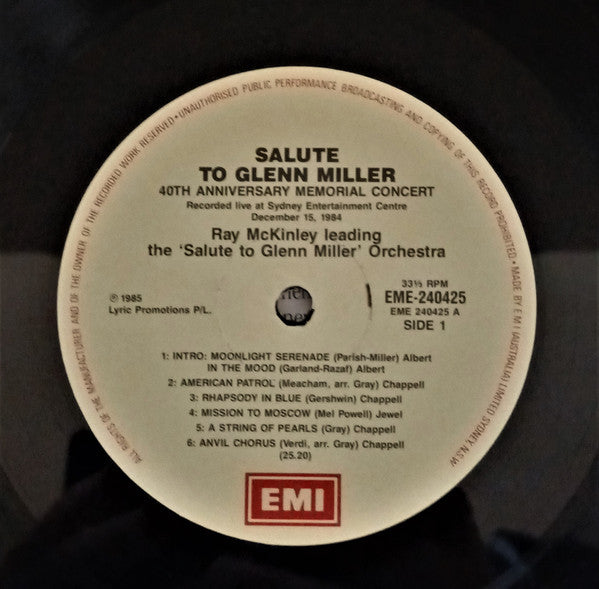 ALL RIGHTS OF THE MANUFACTURER AND OF THE OWNER OF THE RECORDED WORK RESERVED • UNAUTHORISED PUBLIC PERFORMANCE BROADCASTING AND COPYING OF THIS RECORD PROHIBITED • MADE BY E M I (AUSTRALIA) LIMITED SYDNEY. N.S.W.
SALUTE
TO GLENN MILLER
40TH ANNIVERSARY MEMORIAL CONCERT
Recorded live at Sydney Entertainment Centre
December 15, 1984
Ray McKinley leading
the 'Salute to Glenn Miller' Orchestra
℗ 1985
Lyric Promotions P/L.
33⅓ RPM
EME-240425
EME 240425 A
SIDE 1
1: INTRO: MOONLIGHT SERENADE (Parish-Miller) Albert
IN THE MOOD (Garland-Razaf) Albert
2: AMERICAN PATROL (Meacham, arr. Gray) Chappell
3: RHAPSODY IN BLUE (Gershwin) Chappell
4: MISSION TO MOSCOW (Mel Powell) Jewel
5: A STRING OF PEARLS (Gray) Chappell
6: ANVIL CHORUS (Verdi, arr. Gray) Chappell
(25.20)
EMI